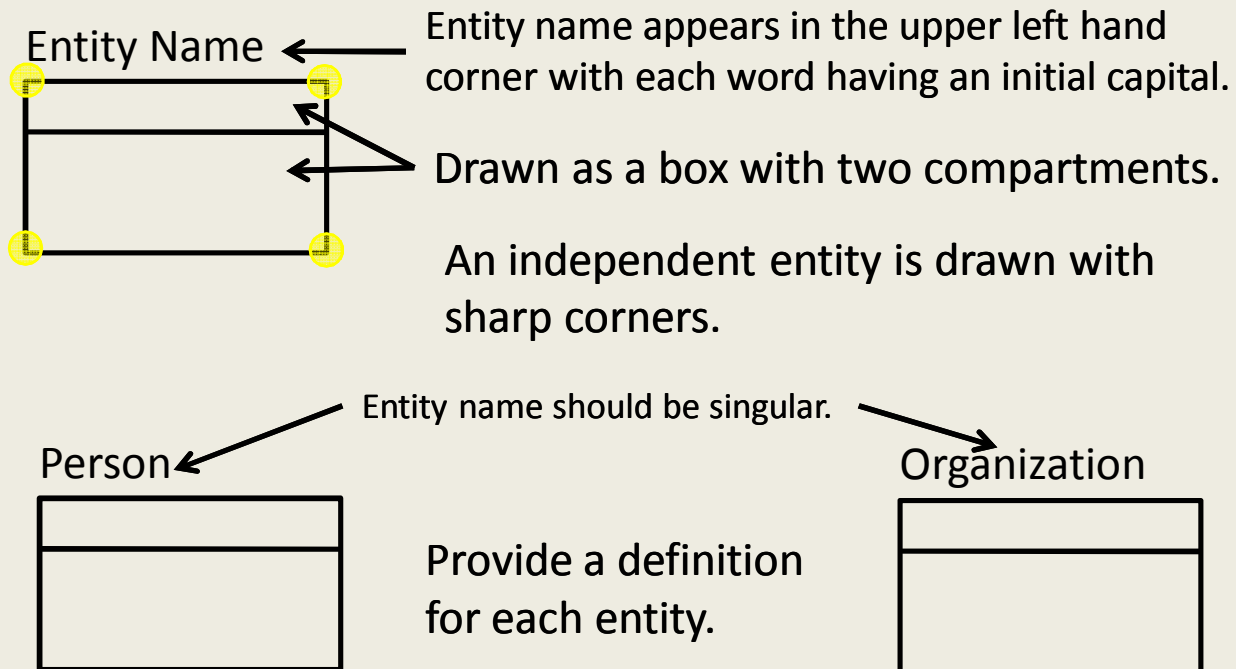 Entity Name
Entity name appears in the upper left hand
corner with each word having an initial capital.
Drawn as a box with two compartments.
An independent entity is drawn with
sharp corners.
Entity name should be singular.
Person
Organization
Provide a definition
for each entity.